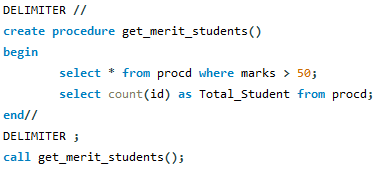 DELIMITER //
create procedure get_merit_students()
begin
select * from procd where marks > 50;
select count(id) as Total_Student from procd;
end//
DELIMITER ;
call get_merit_students();